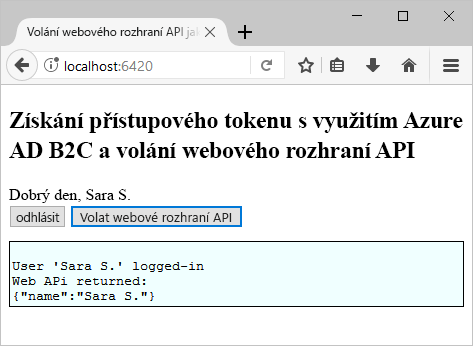 Volání webového rozhraní API jak
localhost:6420
Získání přístupového tokenu s využitím Azure
AD B2C a volání webového rozhraní API
Dobrý den, Sara S.
odhlásit Volat webové rozhraní API
User 'Sara S.' logged-in
Web APi returned:
{"name":"Sara S."}